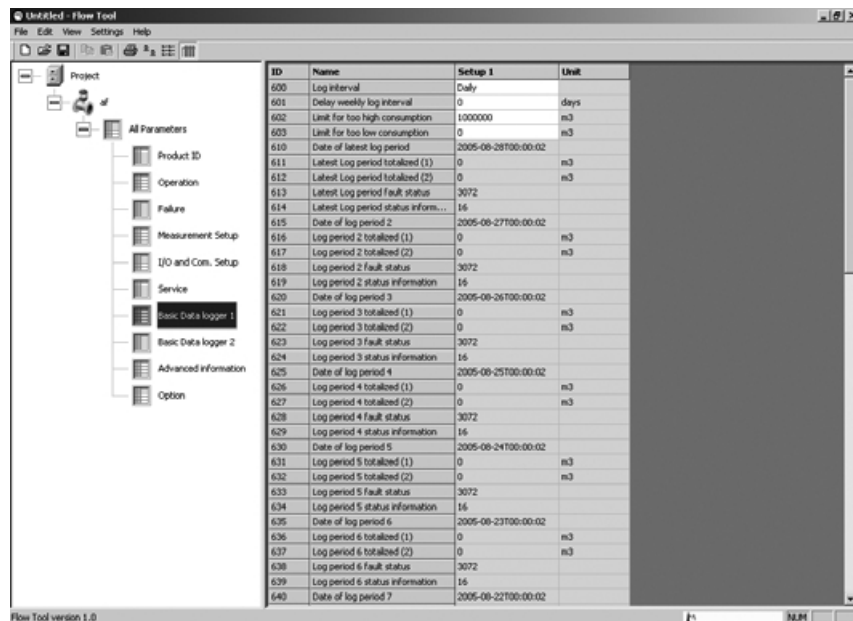 Untitled - Flow Tool
File Edit View Settings Help
Project
af
All Parameters
Product ID
Operation
Failure
Measurement Setup
I/O and Com. Setup
Service
Basic Data logger 1
Basic Data logger 2
Advanced information
Option
ID Name Setup 1 Unit
600 Log interval Daily
601 Delay weekly log interval 0 days
602 Limit for too high consumption 1000000 m3
603 Limit for too low consumption 0 m3
610 Date of latest log period 2005-08-28T00:00:02
611 Latest Log period totalized (1) 0 m3
612 Latest Log period totalized (2) 0 m3
613 Latest Log period fault status 3072
614 Latest Log period status inform... 16
615 Date of log period 2 2005-08-27T00:00:02
616 Log period 2 totalized (1) 0 m3
617 Log period 2 totalized (2) 0 m3
618 Log period 2 fault status 3072
619 Log period 2 status information 16
620 Date of log period 3 2005-08-26T00:00:02
621 Log period 3 totalized (1) 0 m3
622 Log period 3 totalized (2) 0 m3
623 Log period 3 fault status 3072
624 Log period 3 status information 16
625 Date of log period 4 2005-08-25T00:00:02
626 Log period 4 totalized (1) 0 m3
627 Log period 4 totalized (2) 0 m3
628 Log period 4 fault status 3072
629 Log period 4 status information 16
630 Date of log period 5 2005-08-24T00:00:02
631 Log period 5 totalized (1) 0 m3
632 Log period 5 totalized (2) 0 m3
633 Log period 5 fault status 3072
634 Log period 5 status information 16
635 Date of log period 6 2005-08-23T00:00:02
636 Log period 6 totalized (1) 0 m3
637 Log period 6 totalized (2) 0 m3
638 Log period 6 fault status 3072
639 Log period 6 status information 16
640 Date of log period 7 2005-08-22T00:00:02
Flow Tool version 1.0 NUM